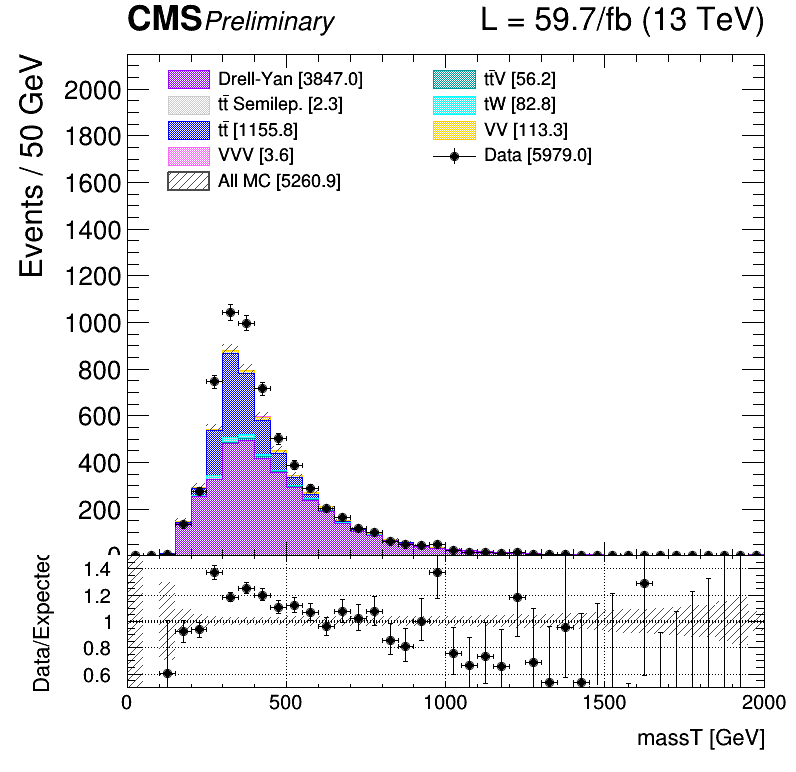 CMS Preliminary L = 59.7/fb (13 TeV)
Events / 50 GeV
Drell-Yan [3847.0]
tt̄ Semilep. [2.3]
tt̄ [1155.8]
VVV [3.6]
All MC [5260.9]
tt̄V [56.2]
tW [82.8]
VV [113.3]
Data [5979.0]
2000
1800
1600
1400
1200
1000
800
600
400
200
0
Data/Expected
1.4
1.2
1
0.8
0.6
0 500 1000 1500 2000
massT [GeV]